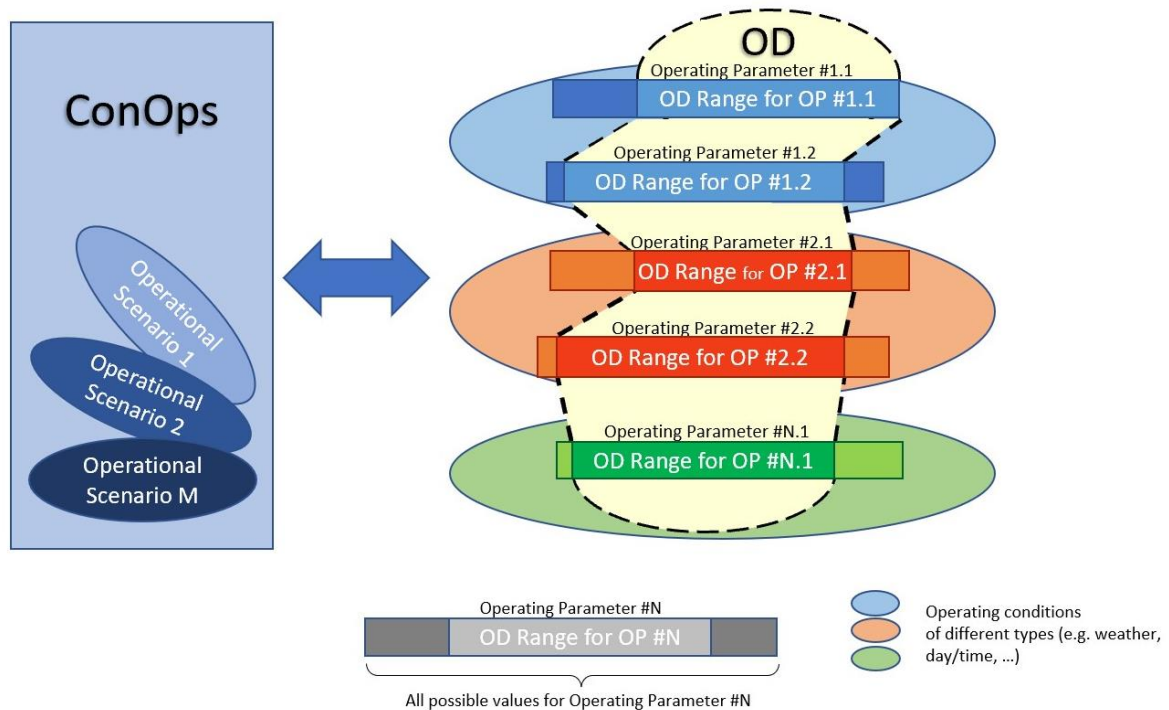 ConOps
Operational
Scenario 1
Operational
Scenario 2
Operational
Scenario M
OD
Operating Parameter #1.1
OD Range for OP #1.1
Operating Parameter #1.2
OD Range for OP #1.2
Operating Parameter #2.1
OD Range for OP #2.1
Operating Parameter #2.2
OD Range for OP #2.2
Operating Parameter #N.1
OD Range for OP #N.1
Operating Parameter #N
OD Range for OP #N
All possible values for Operating Parameter #N
Operating conditions
of different types (e.g. weather,
day/time, ...)